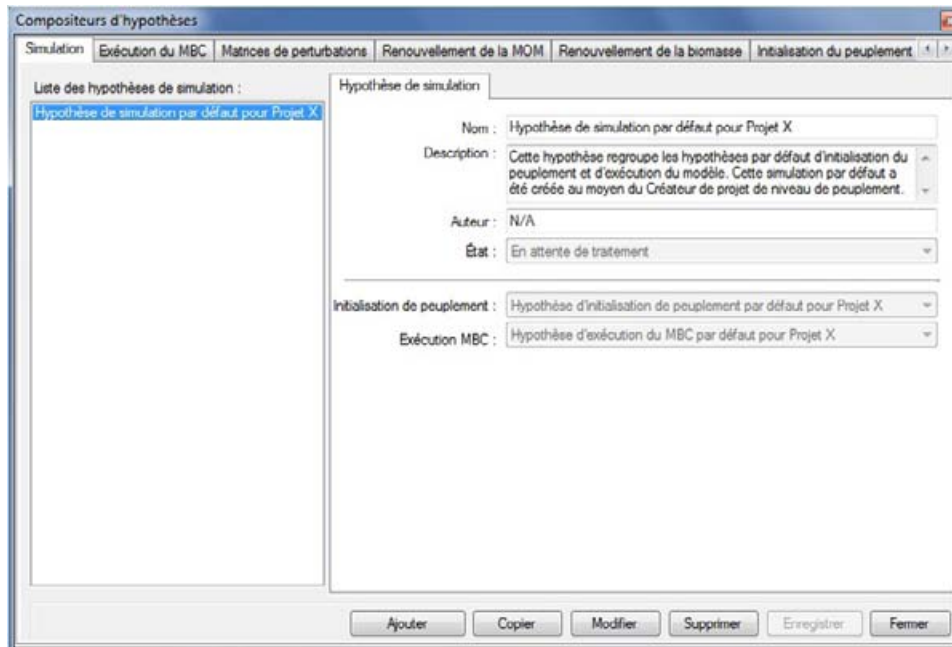 Compositeurs d'hypothèses
Simulation Exécution du MBC Matrices de perturbations Renouvellement de la MOM Renouvellement de la biomasse Initialisation du peuplement
Liste des hypothèses de simulation :
Hypothèse de simulation par défaut pour Projet X
Hypothèse de simulation
Nom : Hypothèse de simulation par défaut pour Projet X
Description : Cette hypothèse regroupe les hypothèses par défaut d'initialisation du
peuplement et d'exécution du modèle. Cette simulation par défaut a
été créée au moyen du Créateur de projet de niveau de peuplement.
Auteur : N/A
État : En attente de traitement
Initialisation de peuplement : Hypothèse d'initialisation de peuplement par défaut pour Projet X
Exécution MBC : Hypothèse d'exécution du MBC par défaut pour Projet X
Ajouter Copier Modifier Supprimer Enregistrer Fermer